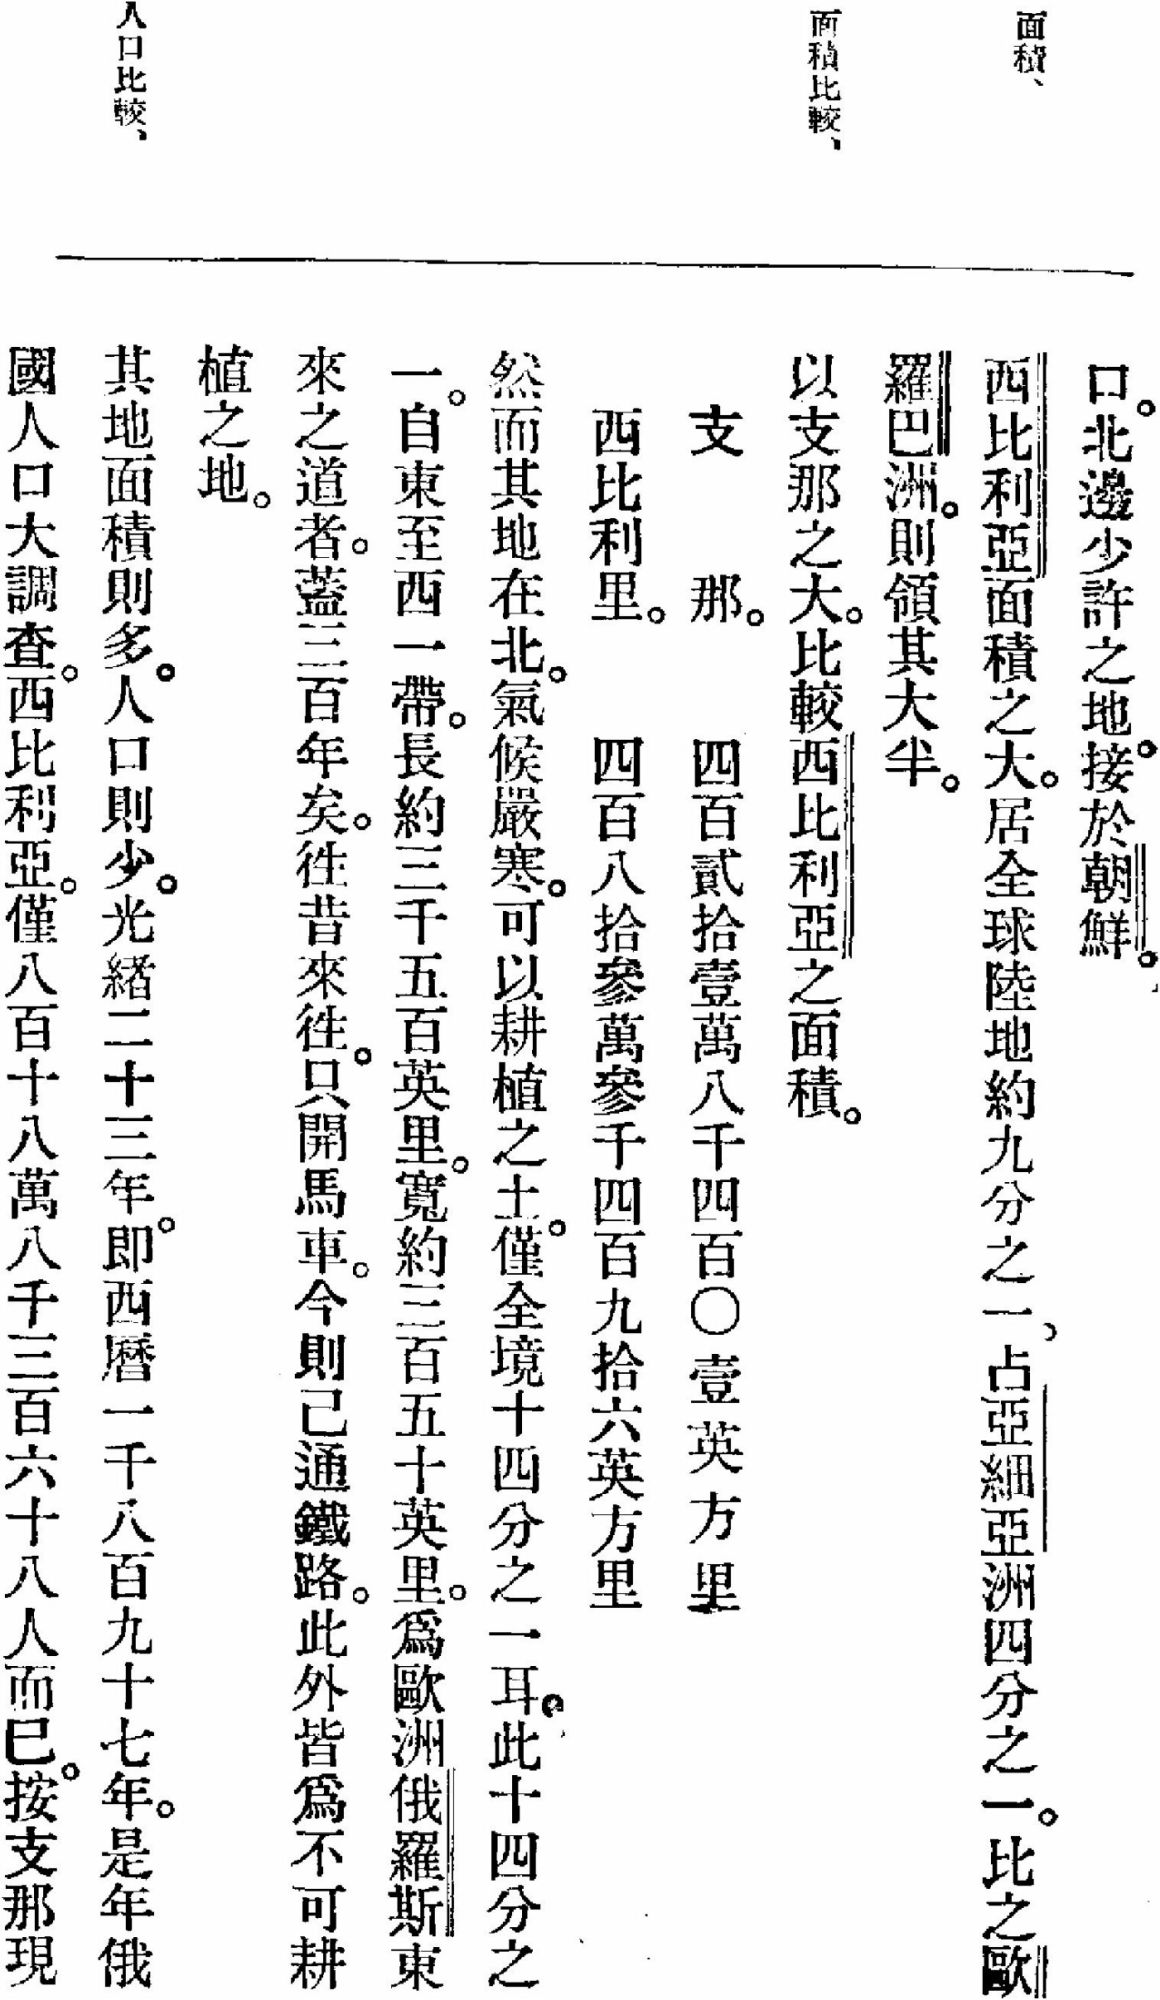 面積、
面積比較、
人口比較、
口。北邊少許之地。接於朝鮮。
西比利亞面積之大。居全球陸地約九分之一。占亞細亞洲四分之一。比之歐
羅巴洲。則領其大半。
以支那之大。比較西比利亞之面積。
支那。 四百貳拾壹萬八千四百〇壹英方里
西比利里。 四百八拾參萬參千四百九拾六英方里
然而其地在北。氣候嚴寒。可以耕植之土。僅全境十四分之一耳。此十四分之
一。自東至西一帶。長約三千五百英里。寬約三百五十英里。爲歐洲俄羅斯東
來之道者。蓋三百年矣。徃昔來徃。只開馬車。今則己通鐵路。此外皆爲不可耕
植之地。
其地面積則多。人口則少。光緒二十三年。即西曆一千八百九十七年。是年俄
國人口大調查。西比利亞。僅八百十八萬八千三百六十八人而巳。按支那現